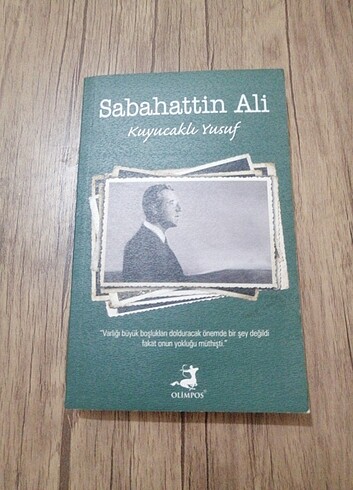 Sabahattin Ali
Kuyucaklı Yusuf
"Varlığı büyük boşlukları dolduracak önemde bir şey değildi
fakat onun yokluğu müthişti."
OLİMPOS